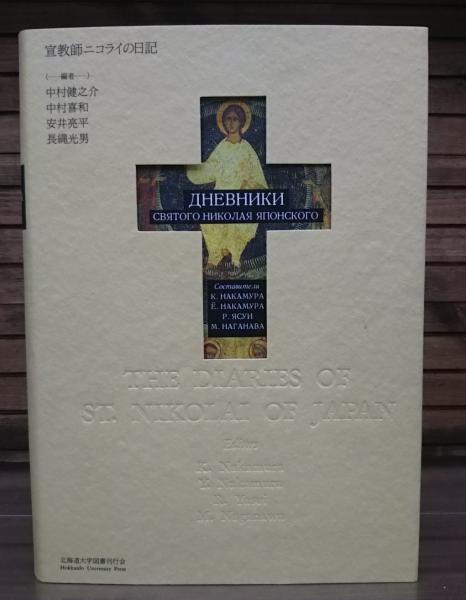 宣教師ニコライの日記
(──編者──)
中村健之介
中村喜和
安井亮平
長縄光男
ДНЕВНИКИ
СВЯТОГО НИКОЛАЯ ЯПОНСКОГО
Составители
К. НАКАМУРА
Ё. НАКАМУРА
Р. ЯСУИ
М. НАГАНАВА
THE DIARIES OF
ST. NIKOLAI OF JAPAN
Editors
K. Nakamura
Y. Nakamura
R. Yasui
M. Naganawa
北海道大学図書刊行会
Hokkaido University Press